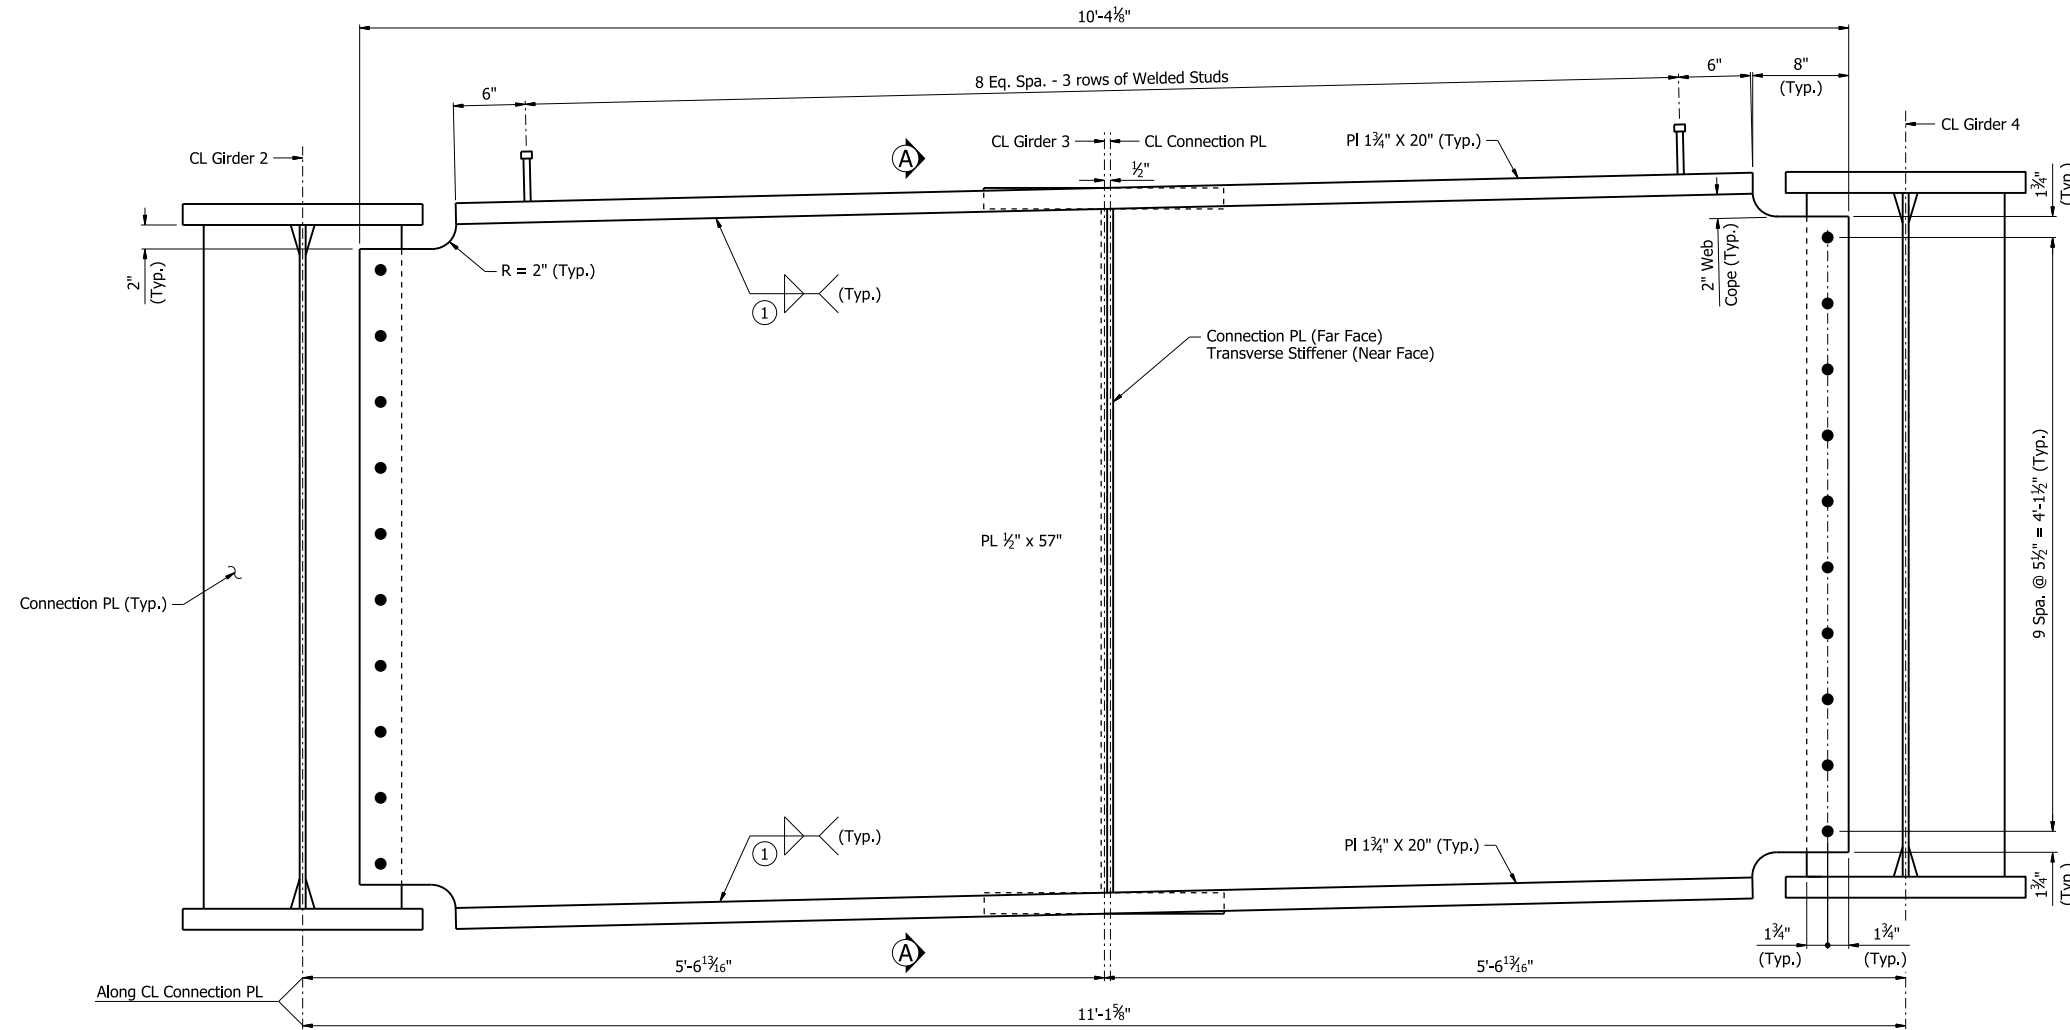 10'-4⅛"
8 Eq. Spa. - 3 rows of Welded Studs
6"
6"
8"
(Typ.)
CL Girder 2
CL Girder 3
CL Connection PL
Pl 1¾" X 20" (Typ.)
CL Girder 4
A
½"
1¾"
(Typ.)
2"
(Typ.)
R = 2" (Typ.)
2" Web
Cope (Typ.)
1
(Typ.)
Connection PL (Far Face)
Transverse Stiffener (Near Face)
PL ½" x 57"
9 Spa. @ 5½" = 4'-1½" (Typ.)
Connection PL (Typ.)
1
(Typ.)
Pl 1¾" X 20" (Typ.)
1¾"
(Typ.)
A
1¾"
(Typ.)
1¾"
(Typ.)
5'-6¹³⁄₁₆"
5'-6¹³⁄₁₆"
Along CL Connection PL
11'-1⅝"